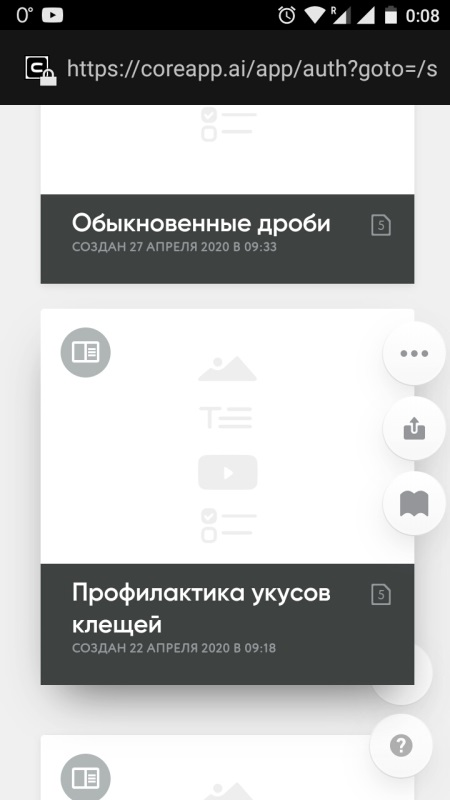 0°
R
0:08
https://coreapp.ai/app/auth?goto=/s
Обыкновенные дроби
5
СОЗДАН 27 АПРЕЛЯ 2020 В 09:33
T
Профилактика укусов
5
клещей
СОЗДАН 22 АПРЕЛЯ 2020 В 09:18
?